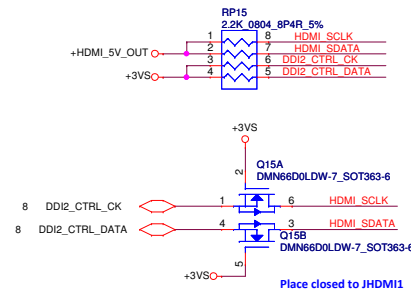 RP15
2.2K_0804_8P4R_5%
1 8 HDMI_SCLK
+HDMI_5V_OUT 2 7 HDMI_SDATA
3 6 DDI2_CTRL_CK
+3VS 4 5 DDI2_CTRL_DATA
+3VS
Q15A
DMN66D0LDW-7_SOT363-6
2
8 DDI2_CTRL_CK 1 6 HDMI_SCLK
8 DDI2_CTRL_DATA 4 3 HDMI_SDATA
Q15B
DMN66D0LDW-7_SOT363-6
5
+3VS
Place closed to JHDMI1